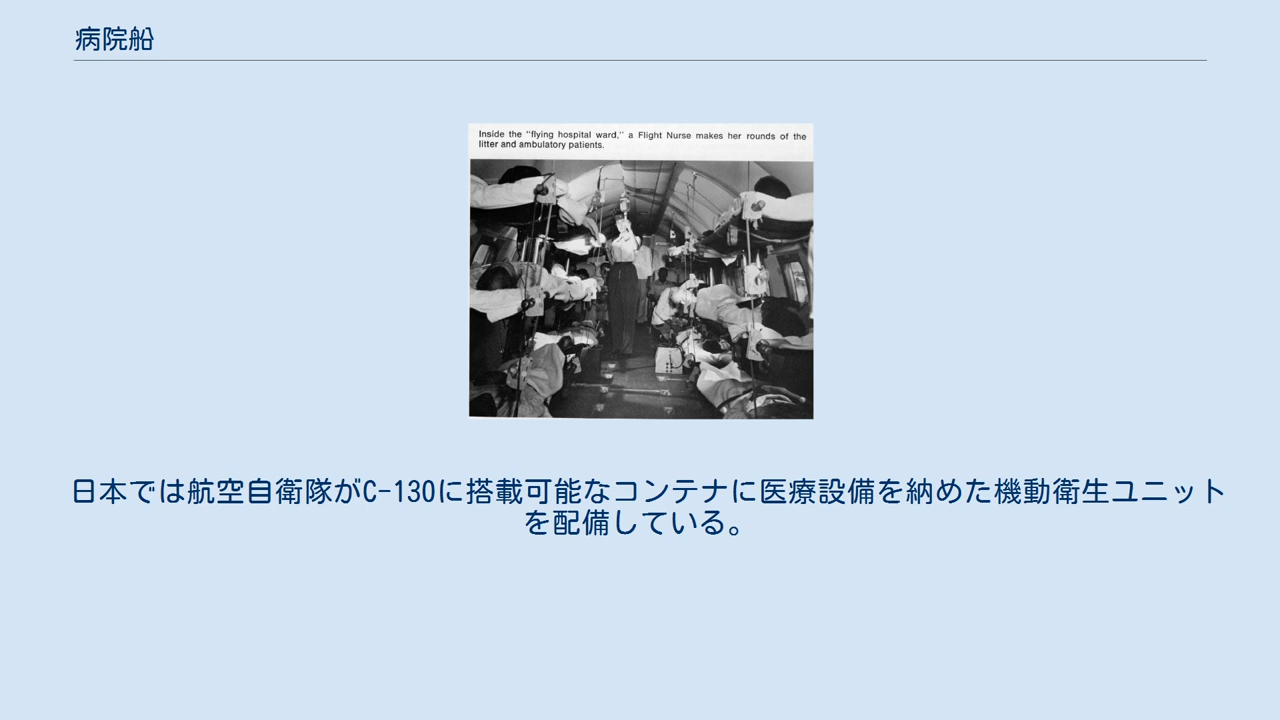 病院船
Inside the "flying hospital ward," a Flight Nurse makes her rounds of the
litter and ambulatory patients.
日本では航空自衛隊がC-130に搭載可能なコンテナに医療設備を納めた機動衛生ユニット
を配備している。